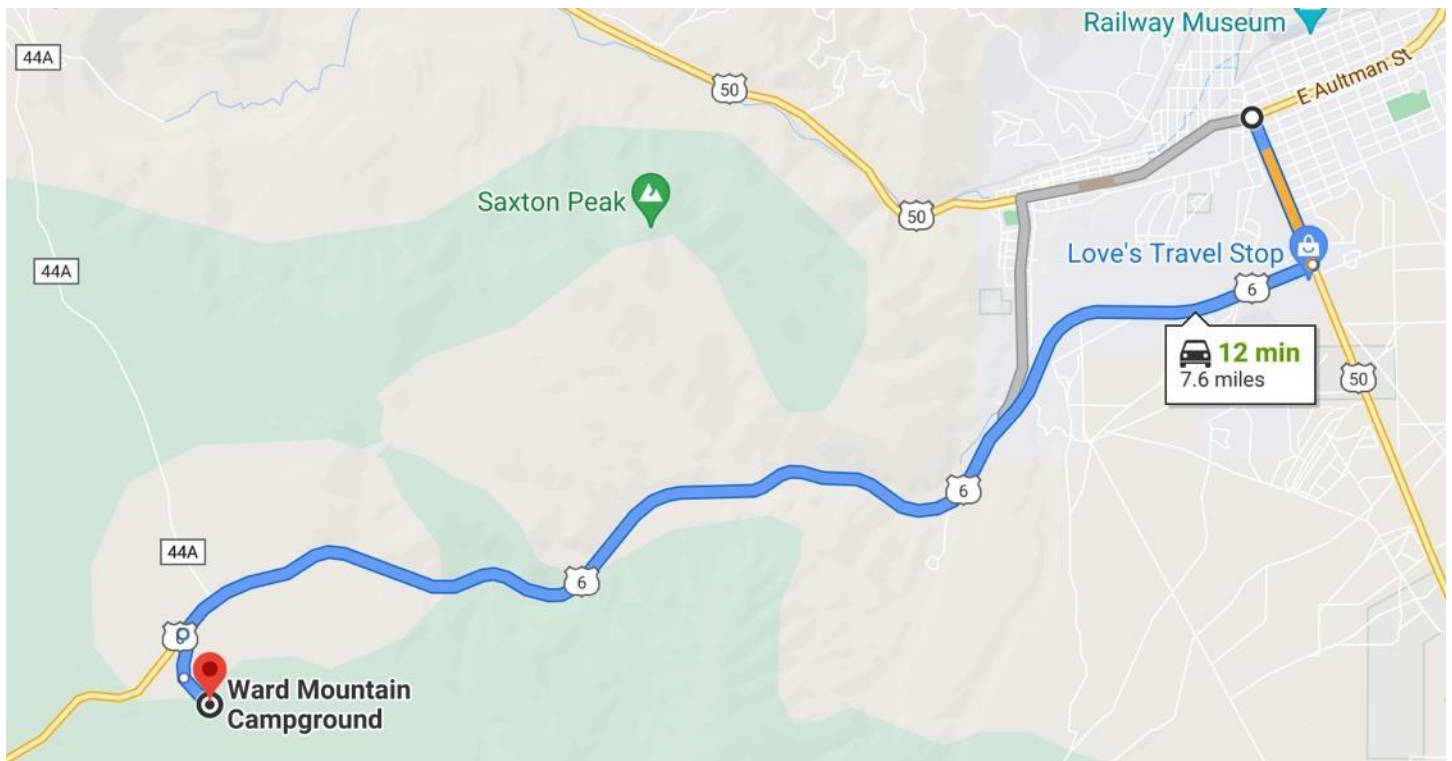 Railway Museum
44A
50
E Aultman St
Saxton Peak
50
44A
Love's Travel Stop
6
12 min
7.6 miles
50
6
44A
6
Ward Mountain
Campground